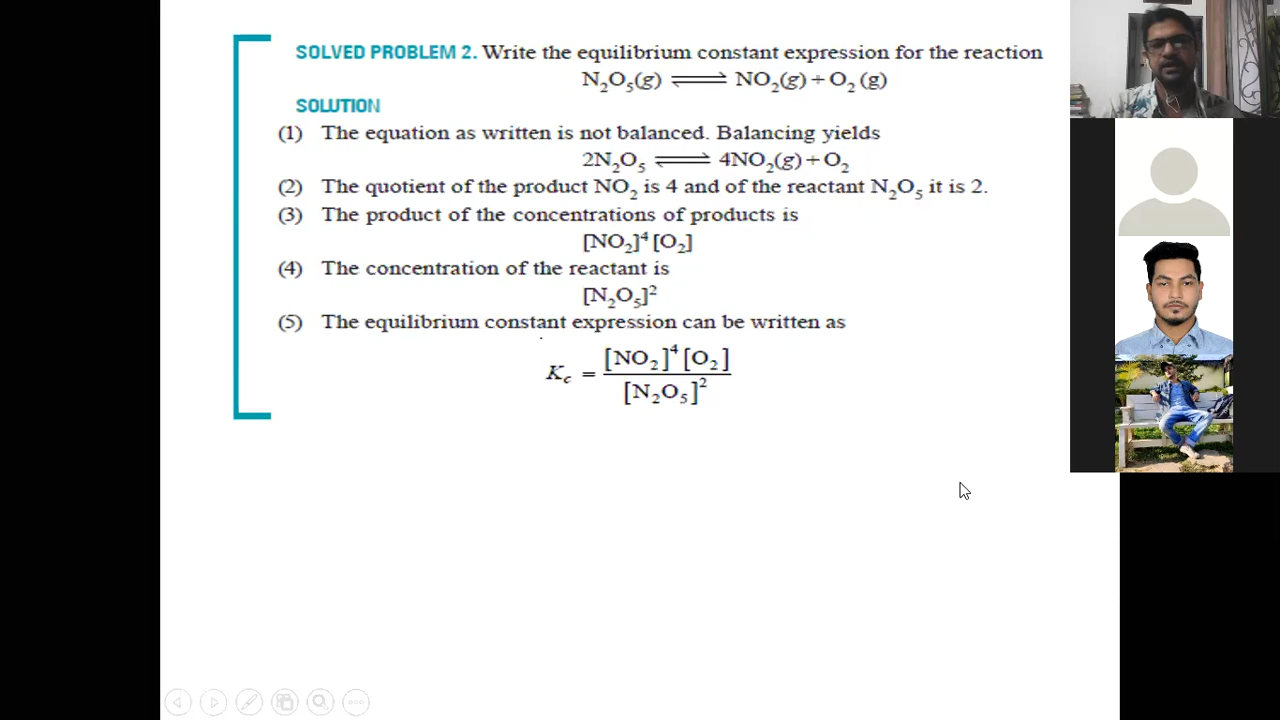 SOLVED PROBLEM 2. Write the equilibrium constant expression for the reaction
N₂O₅(g) ⇌ NO₂(g) + O₂ (g)
SOLUTION
(1) The equation as written is not balanced. Balancing yields
2N₂O₅ ⇌ 4NO₂(g) + O₂
(2) The quotient of the product NO₂ is 4 and of the reactant N₂O₅ it is 2.
(3) The product of the concentrations of products is
[NO₂]⁴ [O₂]
(4) The concentration of the reactant is
[N₂O₅]²
(5) The equilibrium constant expression can be written as
K꜀ = [NO₂]⁴ [O₂] / [N₂O₅]²